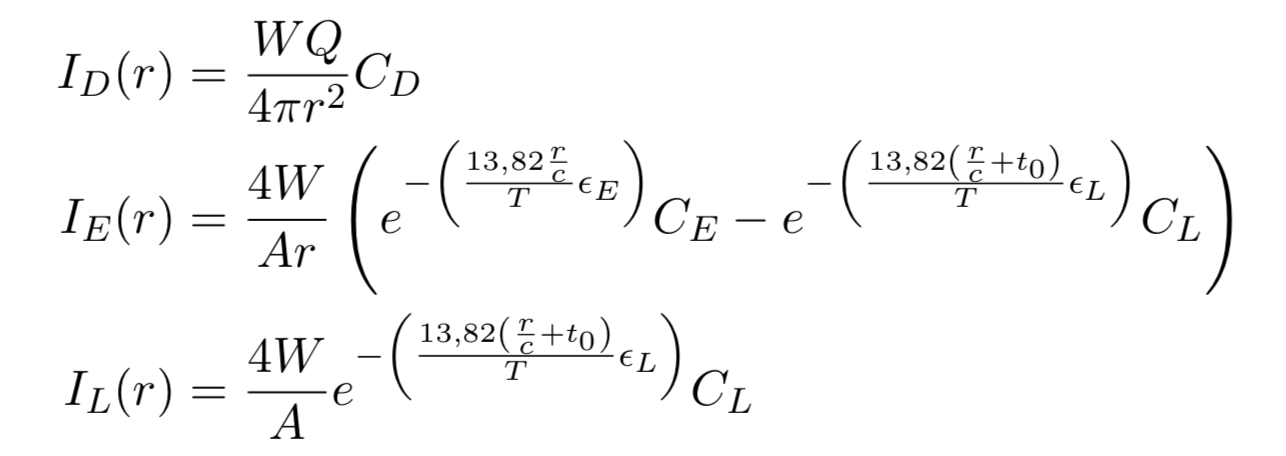 I_D(r) = \frac{WQ}{4\pi r^2} C_D
I_E(r) = \frac{4W}{Ar} \left( e^{-\left( \frac{13,82\frac{r}{c}}{T} \epsilon_E \right)} C_E - e^{-\left( \frac{13,82(\frac{r}{c}+t_0)}{T} \epsilon_L \right)} C_L \right)
I_L(r) = \frac{4W}{A} e^{-\left( \frac{13,82(\frac{r}{c}+t_0)}{T} \epsilon_L \right)} C_L